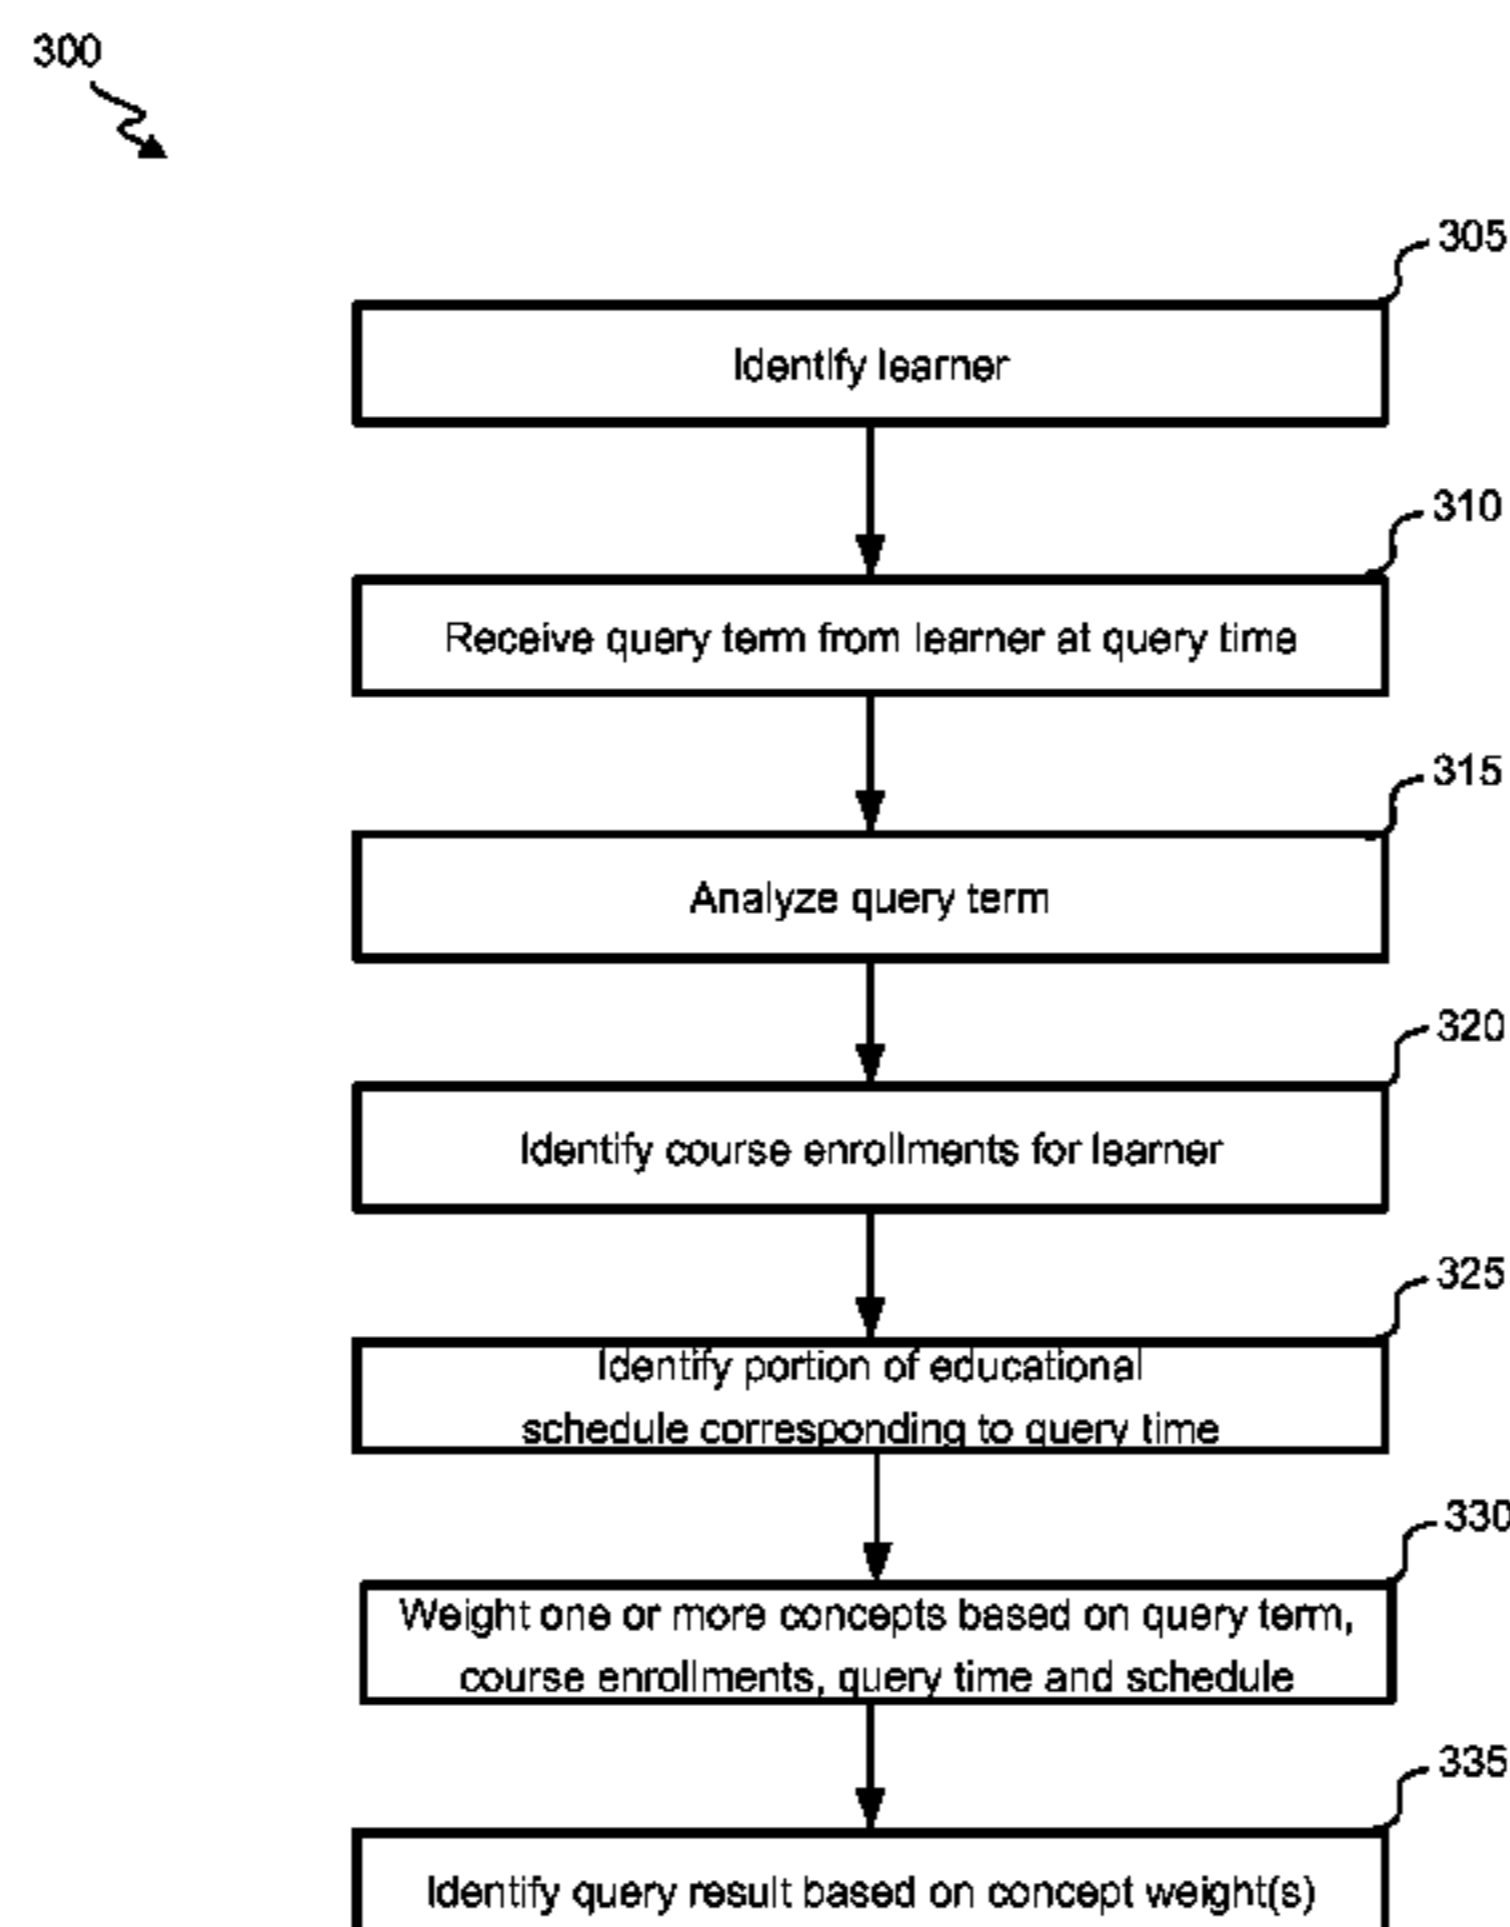 300
305
Identify learner
310
Receive query term from learner at query time
315
Analyze query term
320
Identify course enrollments for learner
325
Identify portion of educational
schedule corresponding to query time
330
Weight one or more concepts based on query term,
course enrollments, query time and schedule
335
Identify query result based on concept weight(s)